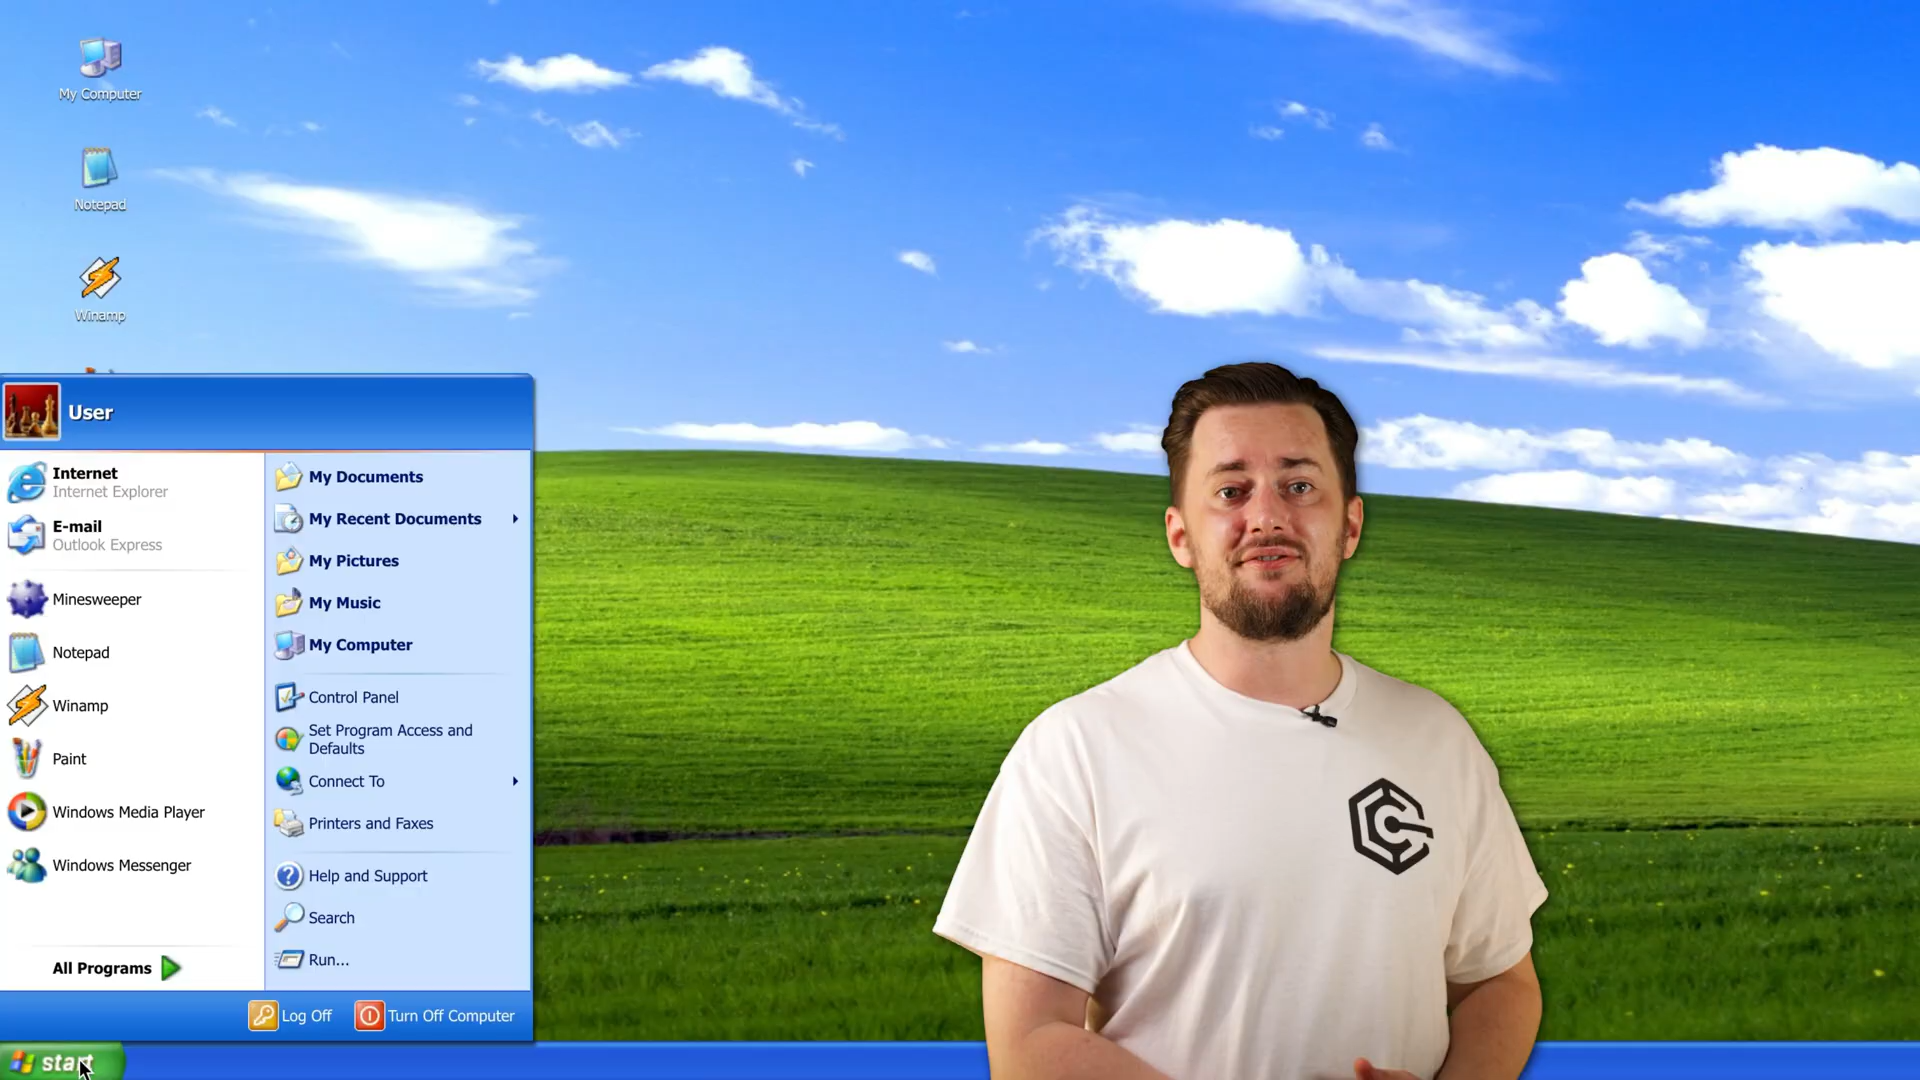 My Computer
Notepad
Winamp
User
Internet
Internet Explorer
E-mail
Outlook Express
Minesweeper
Notepad
Winamp
Paint
Windows Media Player
Windows Messenger
All Programs
My Documents
My Recent Documents
My Pictures
My Music
My Computer
Control Panel
Set Program Access and
Defaults
Connect To
Printers and Faxes
Help and Support
Search
Run...
Log Off
Turn Off Computer
start